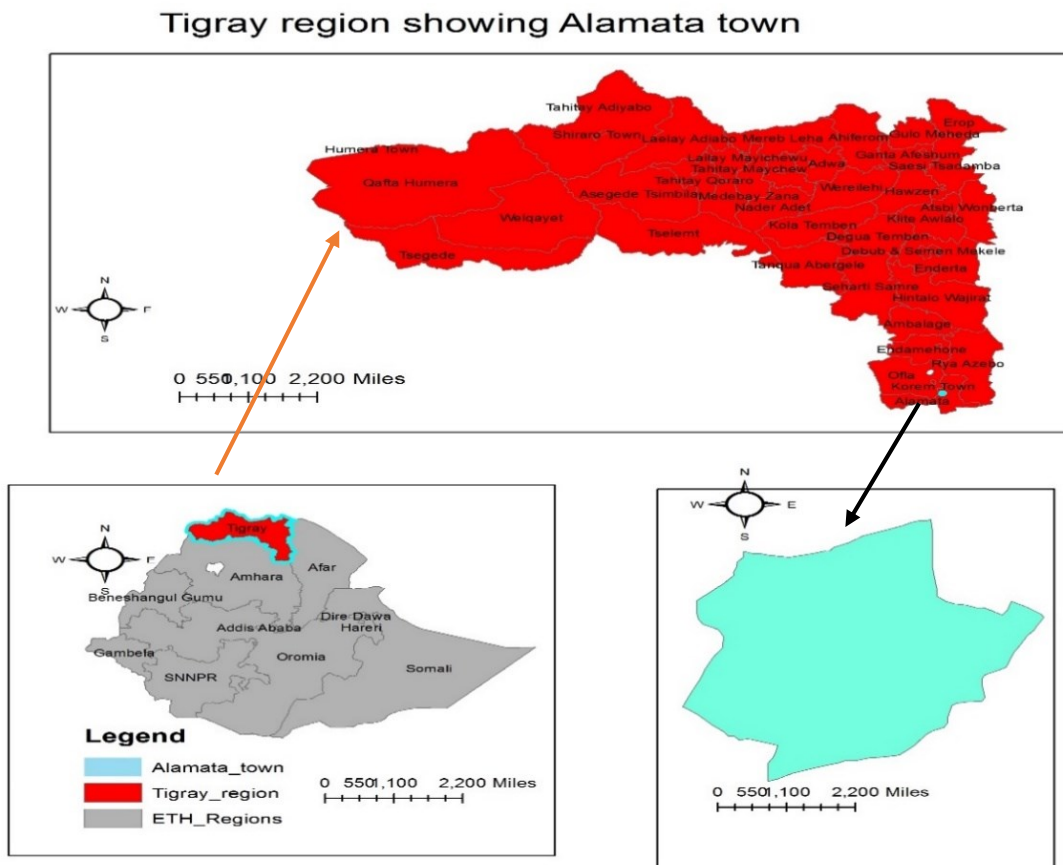 Tigray region showing Alamata town
Tahitay Adiyabo
Erop
Shiraro Town
Laelay Adiabo
Mereb Leha
Ahiferom
Gulo Meheda
Humera Town
Lailay Mayichewu
Adwa
Ganta Afeshum
Tahitay Maychew
Saesi Tsadamba
Qafta Humera
Tahitay Qoraro
Asegede Tsimbila
Medebay Zana
Wereilehi
Hawzen
Nader Adet
Atsbi Wonberta
Welqayet
Klite Awlalo
Tselemt
Kola Temben
Degua Temben
Tsegede
Debub & Semen Mekele
Tanqua Abergele
Enderta
Seharti Samre
Hintalo Wajirat
Ambalage
Endamehone
Rya Azebo
Ofla
Korem Town
Alamata
N
W
S
0 550 1,100 2,200 Miles
N
W
S
Tigray
Amhara
Afar
Beneshangul Gumu
Dire Dawa
Addis Ababa
Hareri
Gambela
Oromia
SNNPR
Somali
Legend
Alamata_town
Tigray_region
ETH_Regions
0 550 1,100 2,200 Miles
N
W E
S
0 550 1,100 2,200 Miles